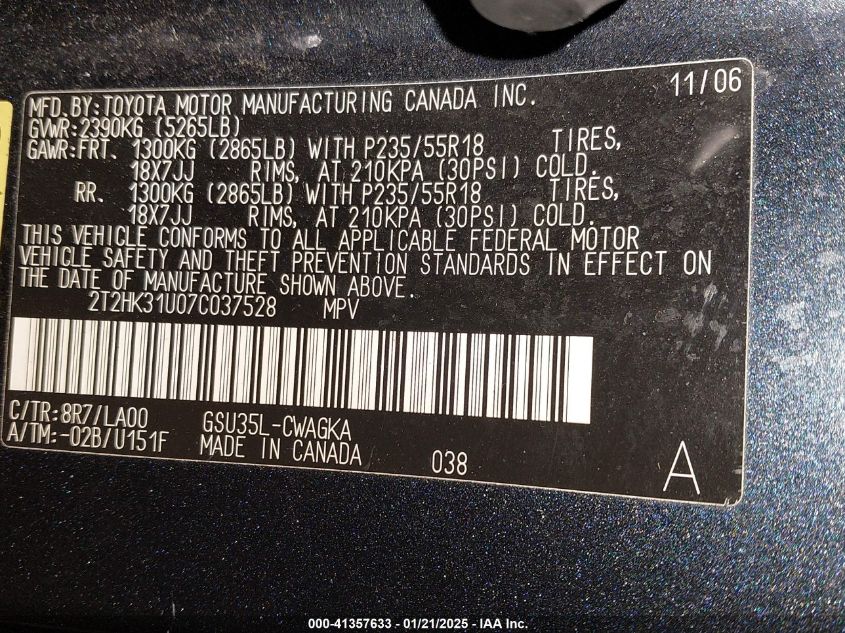 11/06
MFD. BY: TOYOTA MOTOR MANUFACTURING CANADA INC.
GVWR: 2390KG (5265LB)
GAWR: FRT. 1300KG (2865LB) WITH P235/55R18 TIRES,
18X7JJ RIMS, AT 210KPA (30PSI) COLD.
RR. 1300KG (2865LB) WITH P235/55R18 TIRES,
18X7JJ RIMS, AT 210KPA (30PSI) COLD.
THIS VEHICLE CONFORMS TO ALL APPLICABLE FEDERAL MOTOR
VEHICLE SAFETY AND THEFT PREVENTION STANDARDS IN EFFECT ON
THE DATE OF MANUFACTURE SHOWN ABOVE.
2T2HK31U07C037528 MPV
C/TR: 8R7/LA00 GSU35L-CWAGKA
A/TM: -02B/U151F MADE IN CANADA 038 A
000-41357633 - 01/21/2025 - IAA Inc.